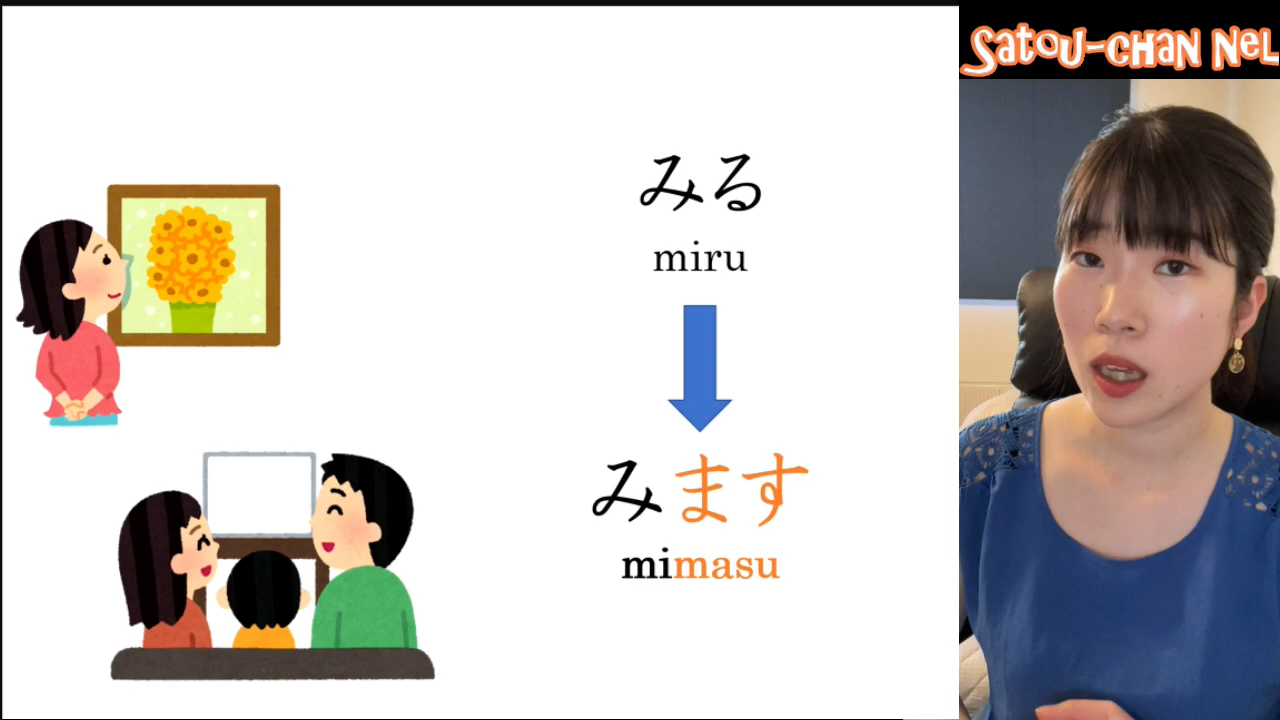 Satou-chaN Nel
みる
miru
みます
mimasu